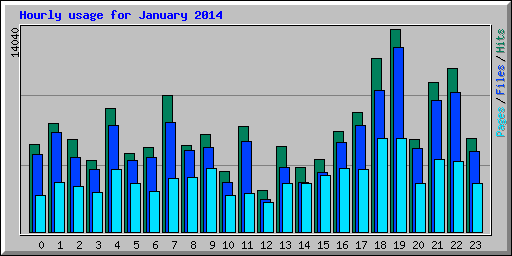 Hourly usage for January 2014
14040
Pages/Files/Hits
0 1 2 3 4 5 6 7 8 9 10 11 12 13 14 15 16 17 18 19 20 21 22 23